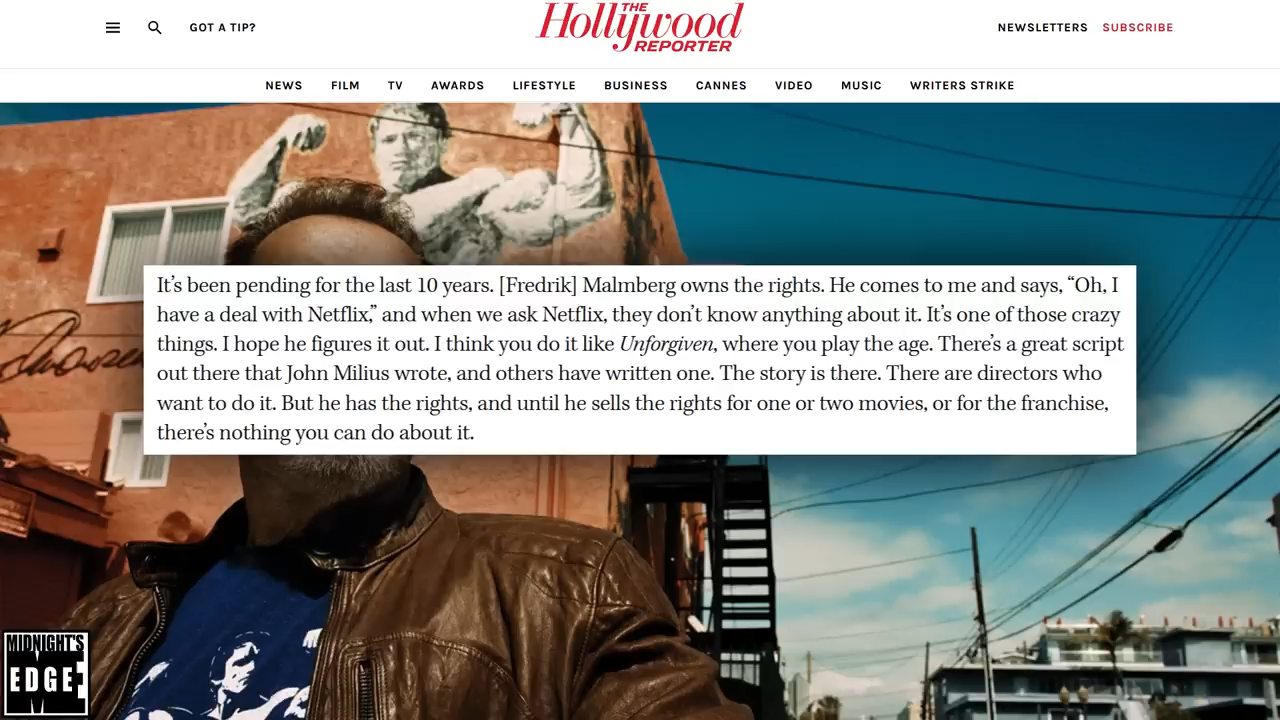 GOT A TIP?
THE
Hollywood
REPORTER
NEWSLETTERS
SUBSCRIBE
NEWS FILM TV AWARDS LIFESTYLE BUSINESS CANNES VIDEO MUSIC WRITERS STRIKE
It’s been pending for the last 10 years. [Fredrik] Malmberg owns the rights. He comes to me and says, “Oh, I
have a deal with Netflix,” and when we ask Netflix, they don’t know anything about it. It’s one of those crazy
things. I hope he figures it out. I think you do it like Unforgiven, where you play the age. There’s a great script
out there that John Milius wrote, and others have written one. The story is there. There are directors who
want to do it. But he has the rights, and until he sells the rights for one or two movies, or for the franchise,
there’s nothing you can do about it.
MIDNIGHT'S
EDGE